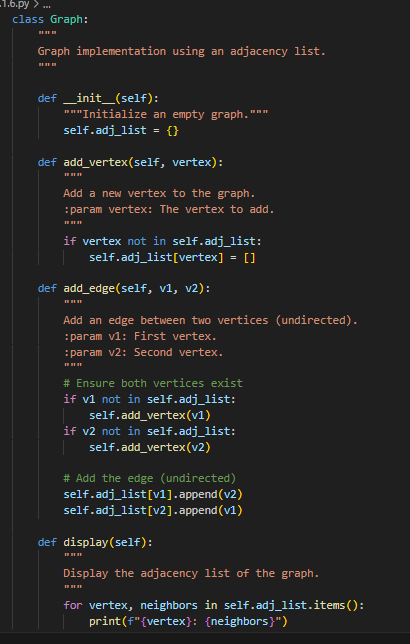 .1.6.py > ...
class Graph:
    """
    Graph implementation using an adjacency list.
    """

    def __init__(self):
        """Initialize an empty graph."""
        self.adj_list = {}

    def add_vertex(self, vertex):
        """
        Add a new vertex to the graph.
        :param vertex: The vertex to add.
        """
        if vertex not in self.adj_list:
            self.adj_list[vertex] = []

    def add_edge(self, v1, v2):
        """
        Add an edge between two vertices (undirected).
        :param v1: First vertex.
        :param v2: Second vertex.
        """
        # Ensure both vertices exist
        if v1 not in self.adj_list:
            self.add_vertex(v1)
        if v2 not in self.adj_list:
            self.add_vertex(v2)

        # Add the edge (undirected)
        self.adj_list[v1].append(v2)
        self.adj_list[v2].append(v1)

    def display(self):
        """
        Display the adjacency list of the graph.
        """
        for vertex, neighbors in self.adj_list.items():
            print(f"{vertex}: {neighbors}")